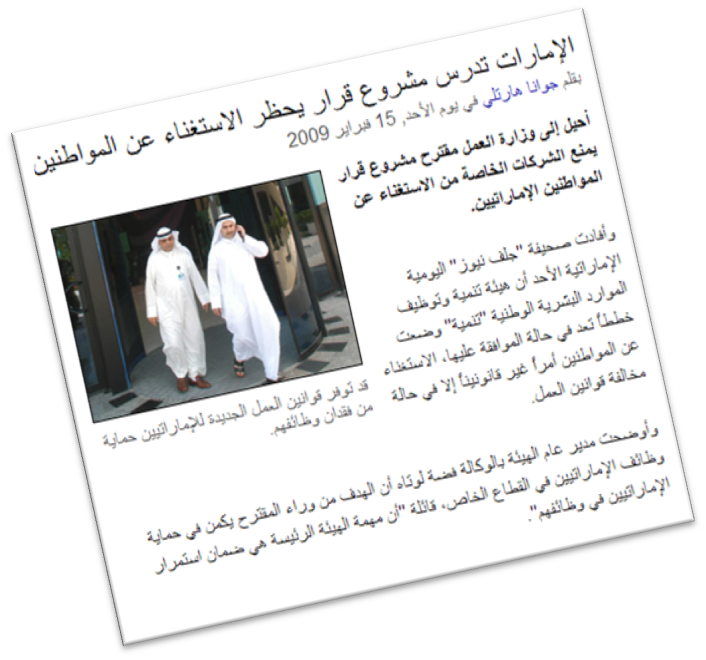 الإمارات تدرس مشروع قرار يحظر الاستغناء عن المواطنين
بقلم جوانا هارتلي في يوم الأحد, 15 فبراير 2009
أحيل إلى وزارة العمل مقترح مشروع قرار
يمنع الشركات الخاصة من الاستغناء عن
المواطنين الإماراتيين.
وأفادت صحيفة "جلف نيوز" اليومية
الإماراتية الأحد أن هيئة تنمية وتوظيف
الموارد البشرية الوطنية "تنمية" وضعت
خططاً تعد في حالة الموافقة عليها، الاستغناء
عن المواطنين أمراً غير قانونيناً إلا في حالة
مخالفة قوانين العمل.
قد توفر قوانين العمل الجديدة للإماراتيين حماية
من فقدان وظائفهم.
وأوضحت مدير عام الهيئة بالوكالة فضة لوتاه أن الهدف من وراء المقترح يكمن في حماية
وظائف الإماراتيين في القطاع الخاص، قائلة "أن مهمة الهيئة الرئيسة هي ضمان استمرار
الإماراتيين في وظائفهم".